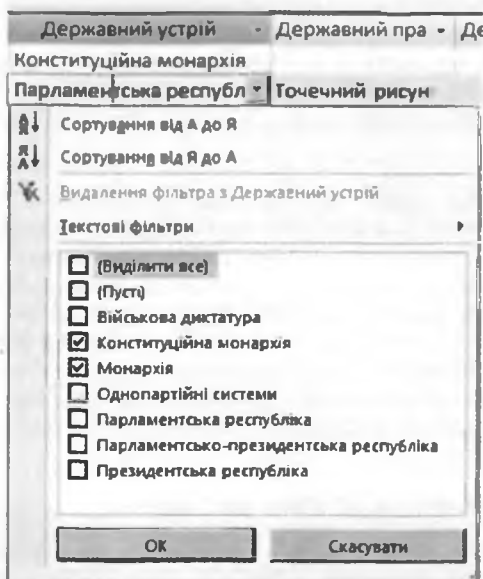 Державний устрій Державний пра Де
Конституційна монархія
Парламентська республ Точечний рисун
Сортування від А до Я
Сортування від Я до А
Видалення фільтра з Державний устрій
Текстові фільтри
(Виділити все)
(Пусті)
Військова диктатура
Конституційна монархія
Монархія
Однопартійні системи
Парламентська республіка
Парламентсько-президентська республіка
Президентська республіка
ОК Скасувати